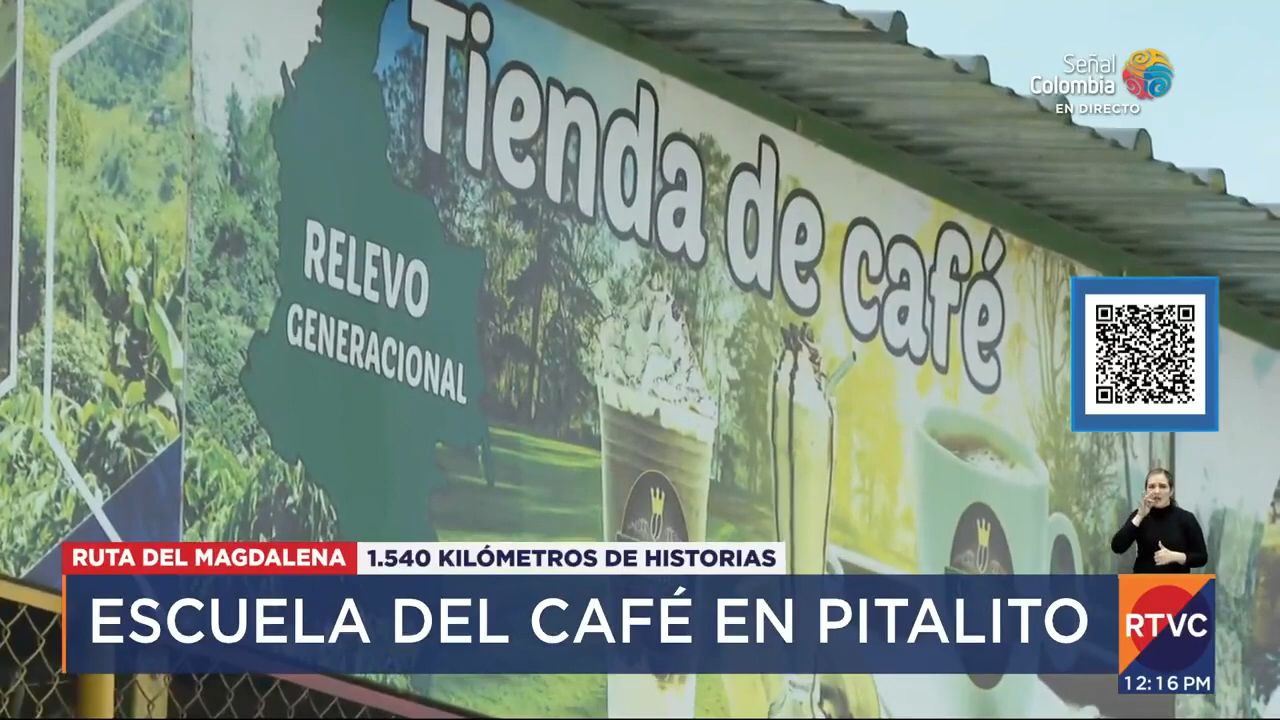 Señal
Colombia
EN DIRECTO
Tienda de café
RELEVO
GENERACIONAL
RUTA DEL MAGDALENA
1.540 KILÓMETROS DE HISTORIAS
ESCUELA DEL CAFÉ EN PITALITO
RTVC
12:16 PM